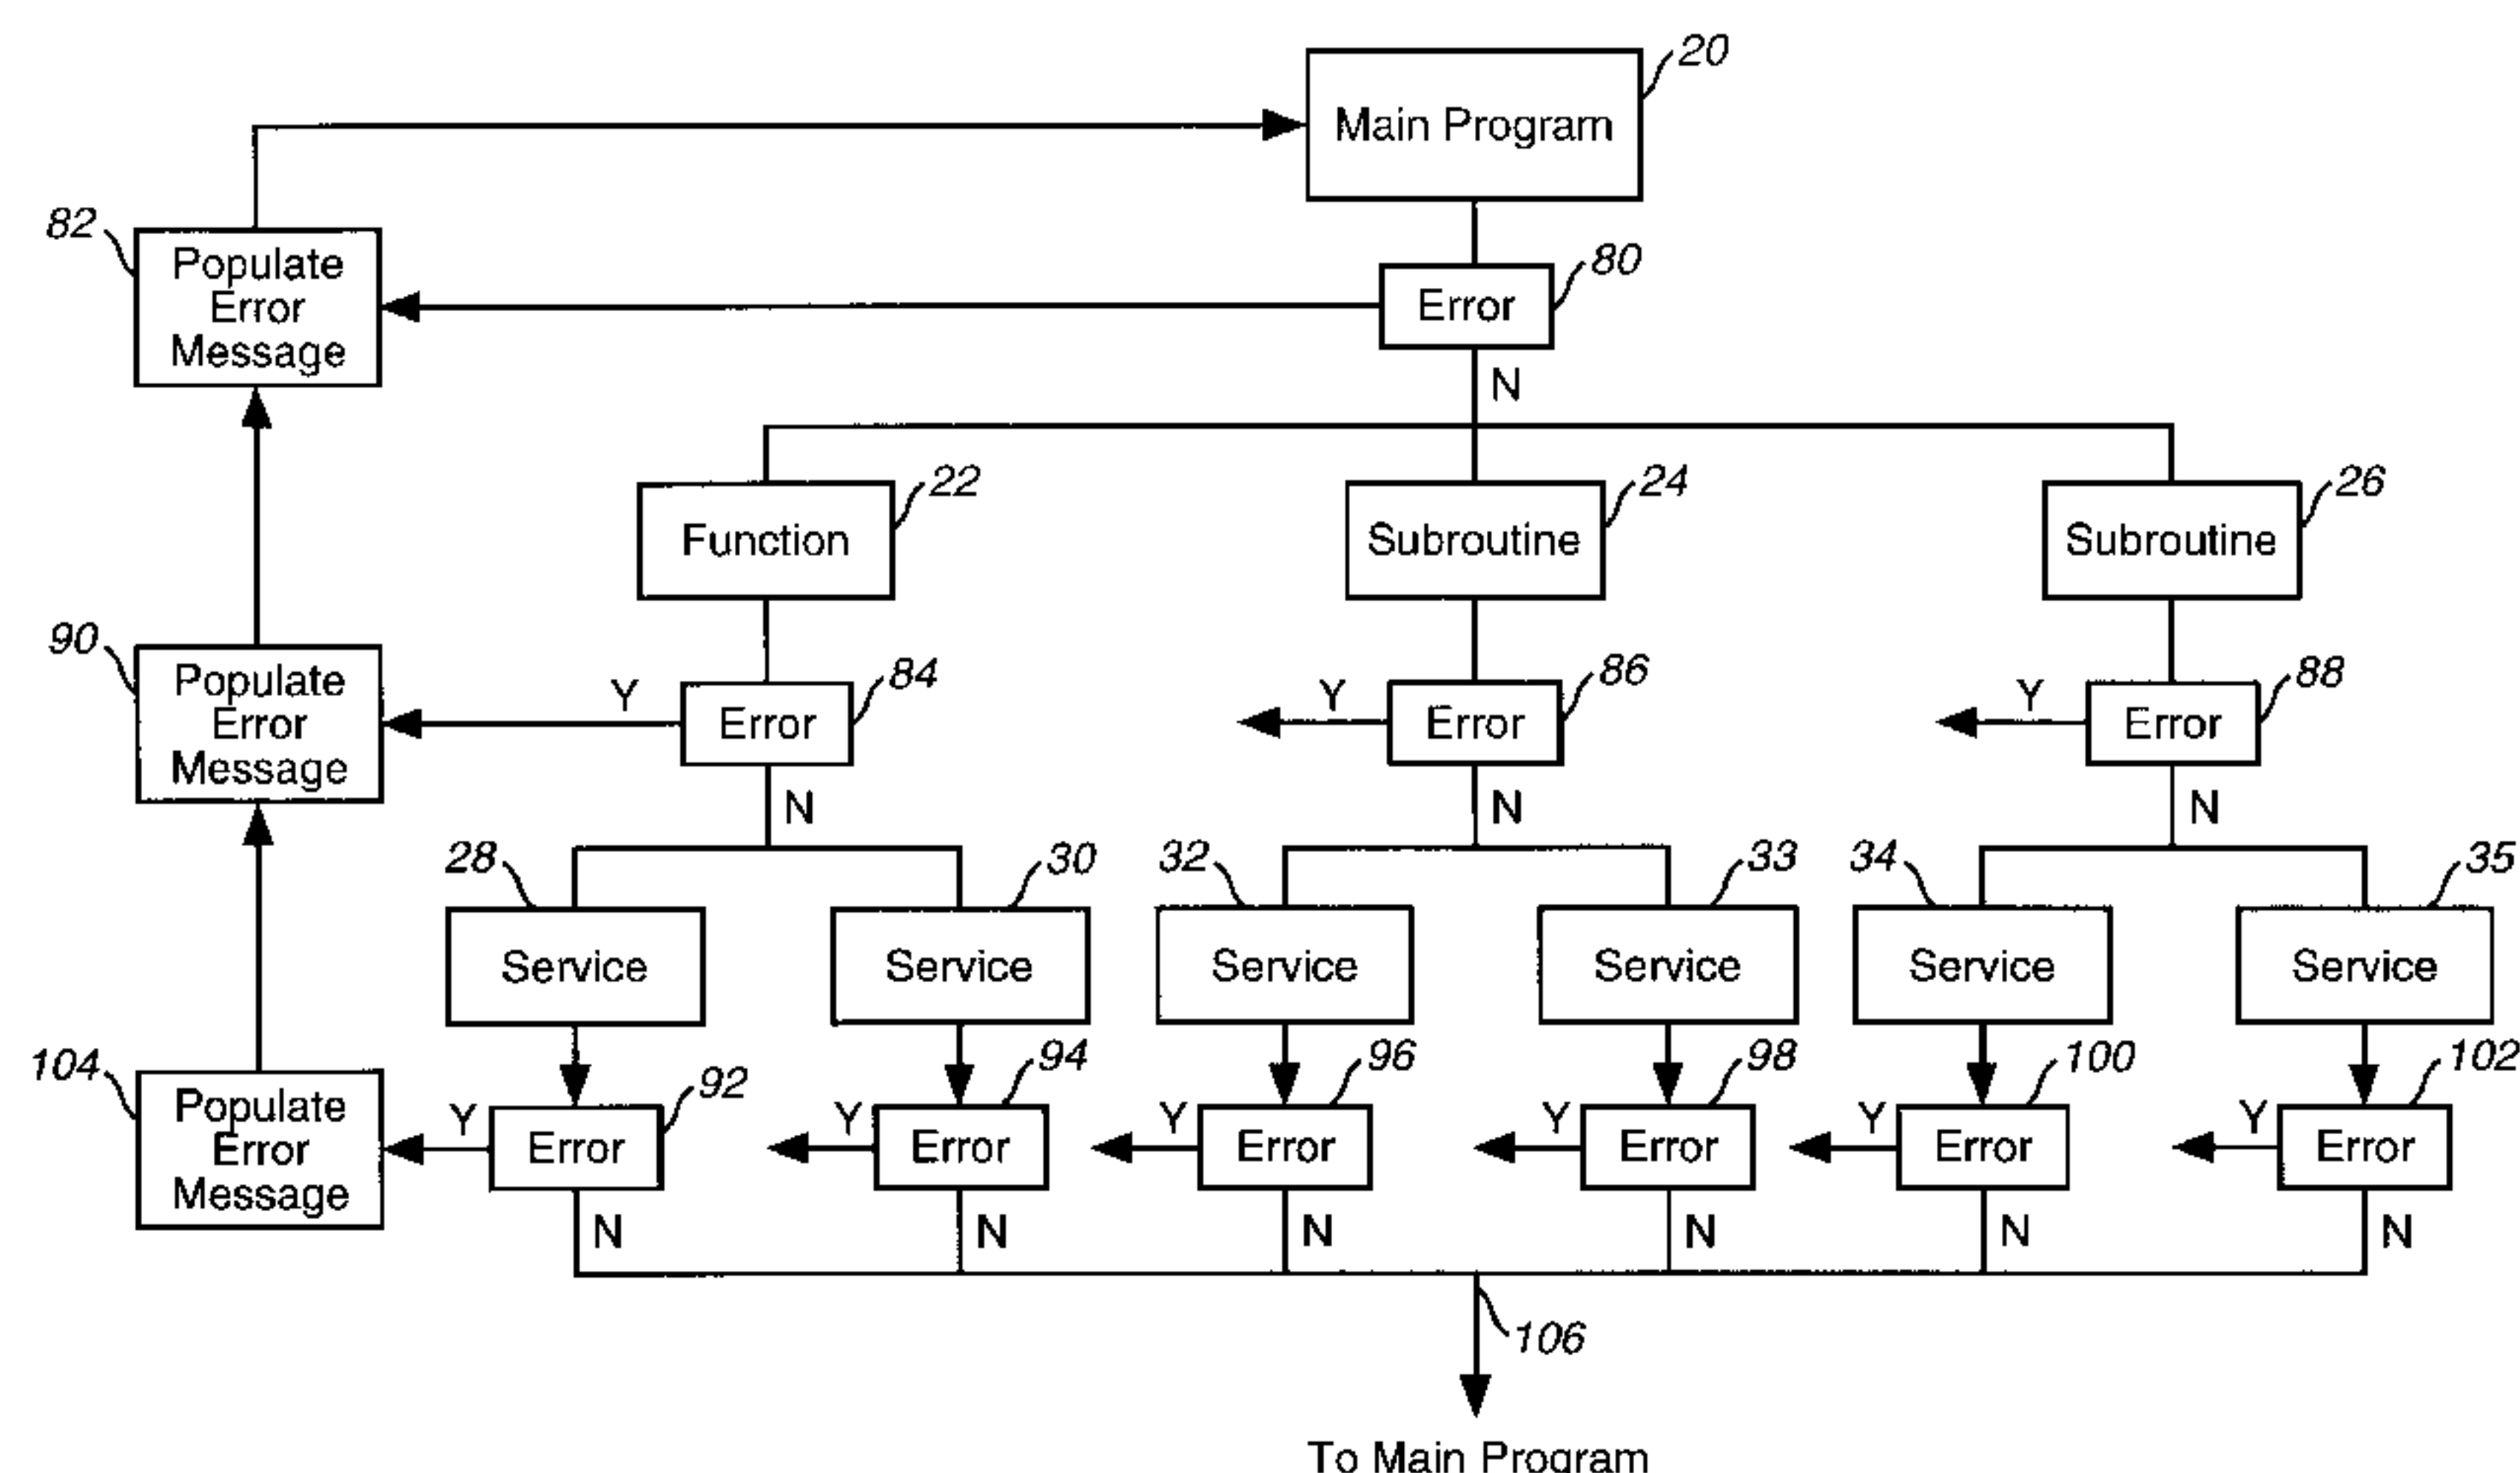 20
Main Program
82
Populate
Error
Message
80
Error
N
22
Function
24
Subroutine
26
Subroutine
90
Populate
Error
Message
Y
84
Error
N
Y
86
Error
N
Y
88
Error
N
28
Service
30
Service
32
Service
33
Service
34
Service
35
Service
104
Populate
Error
Message
Y
92
Error
N
Y
94
Error
N
Y
96
Error
N
Y
98
Error
N
Y
100
Error
N
Y
102
Error
N
106
To Main Program